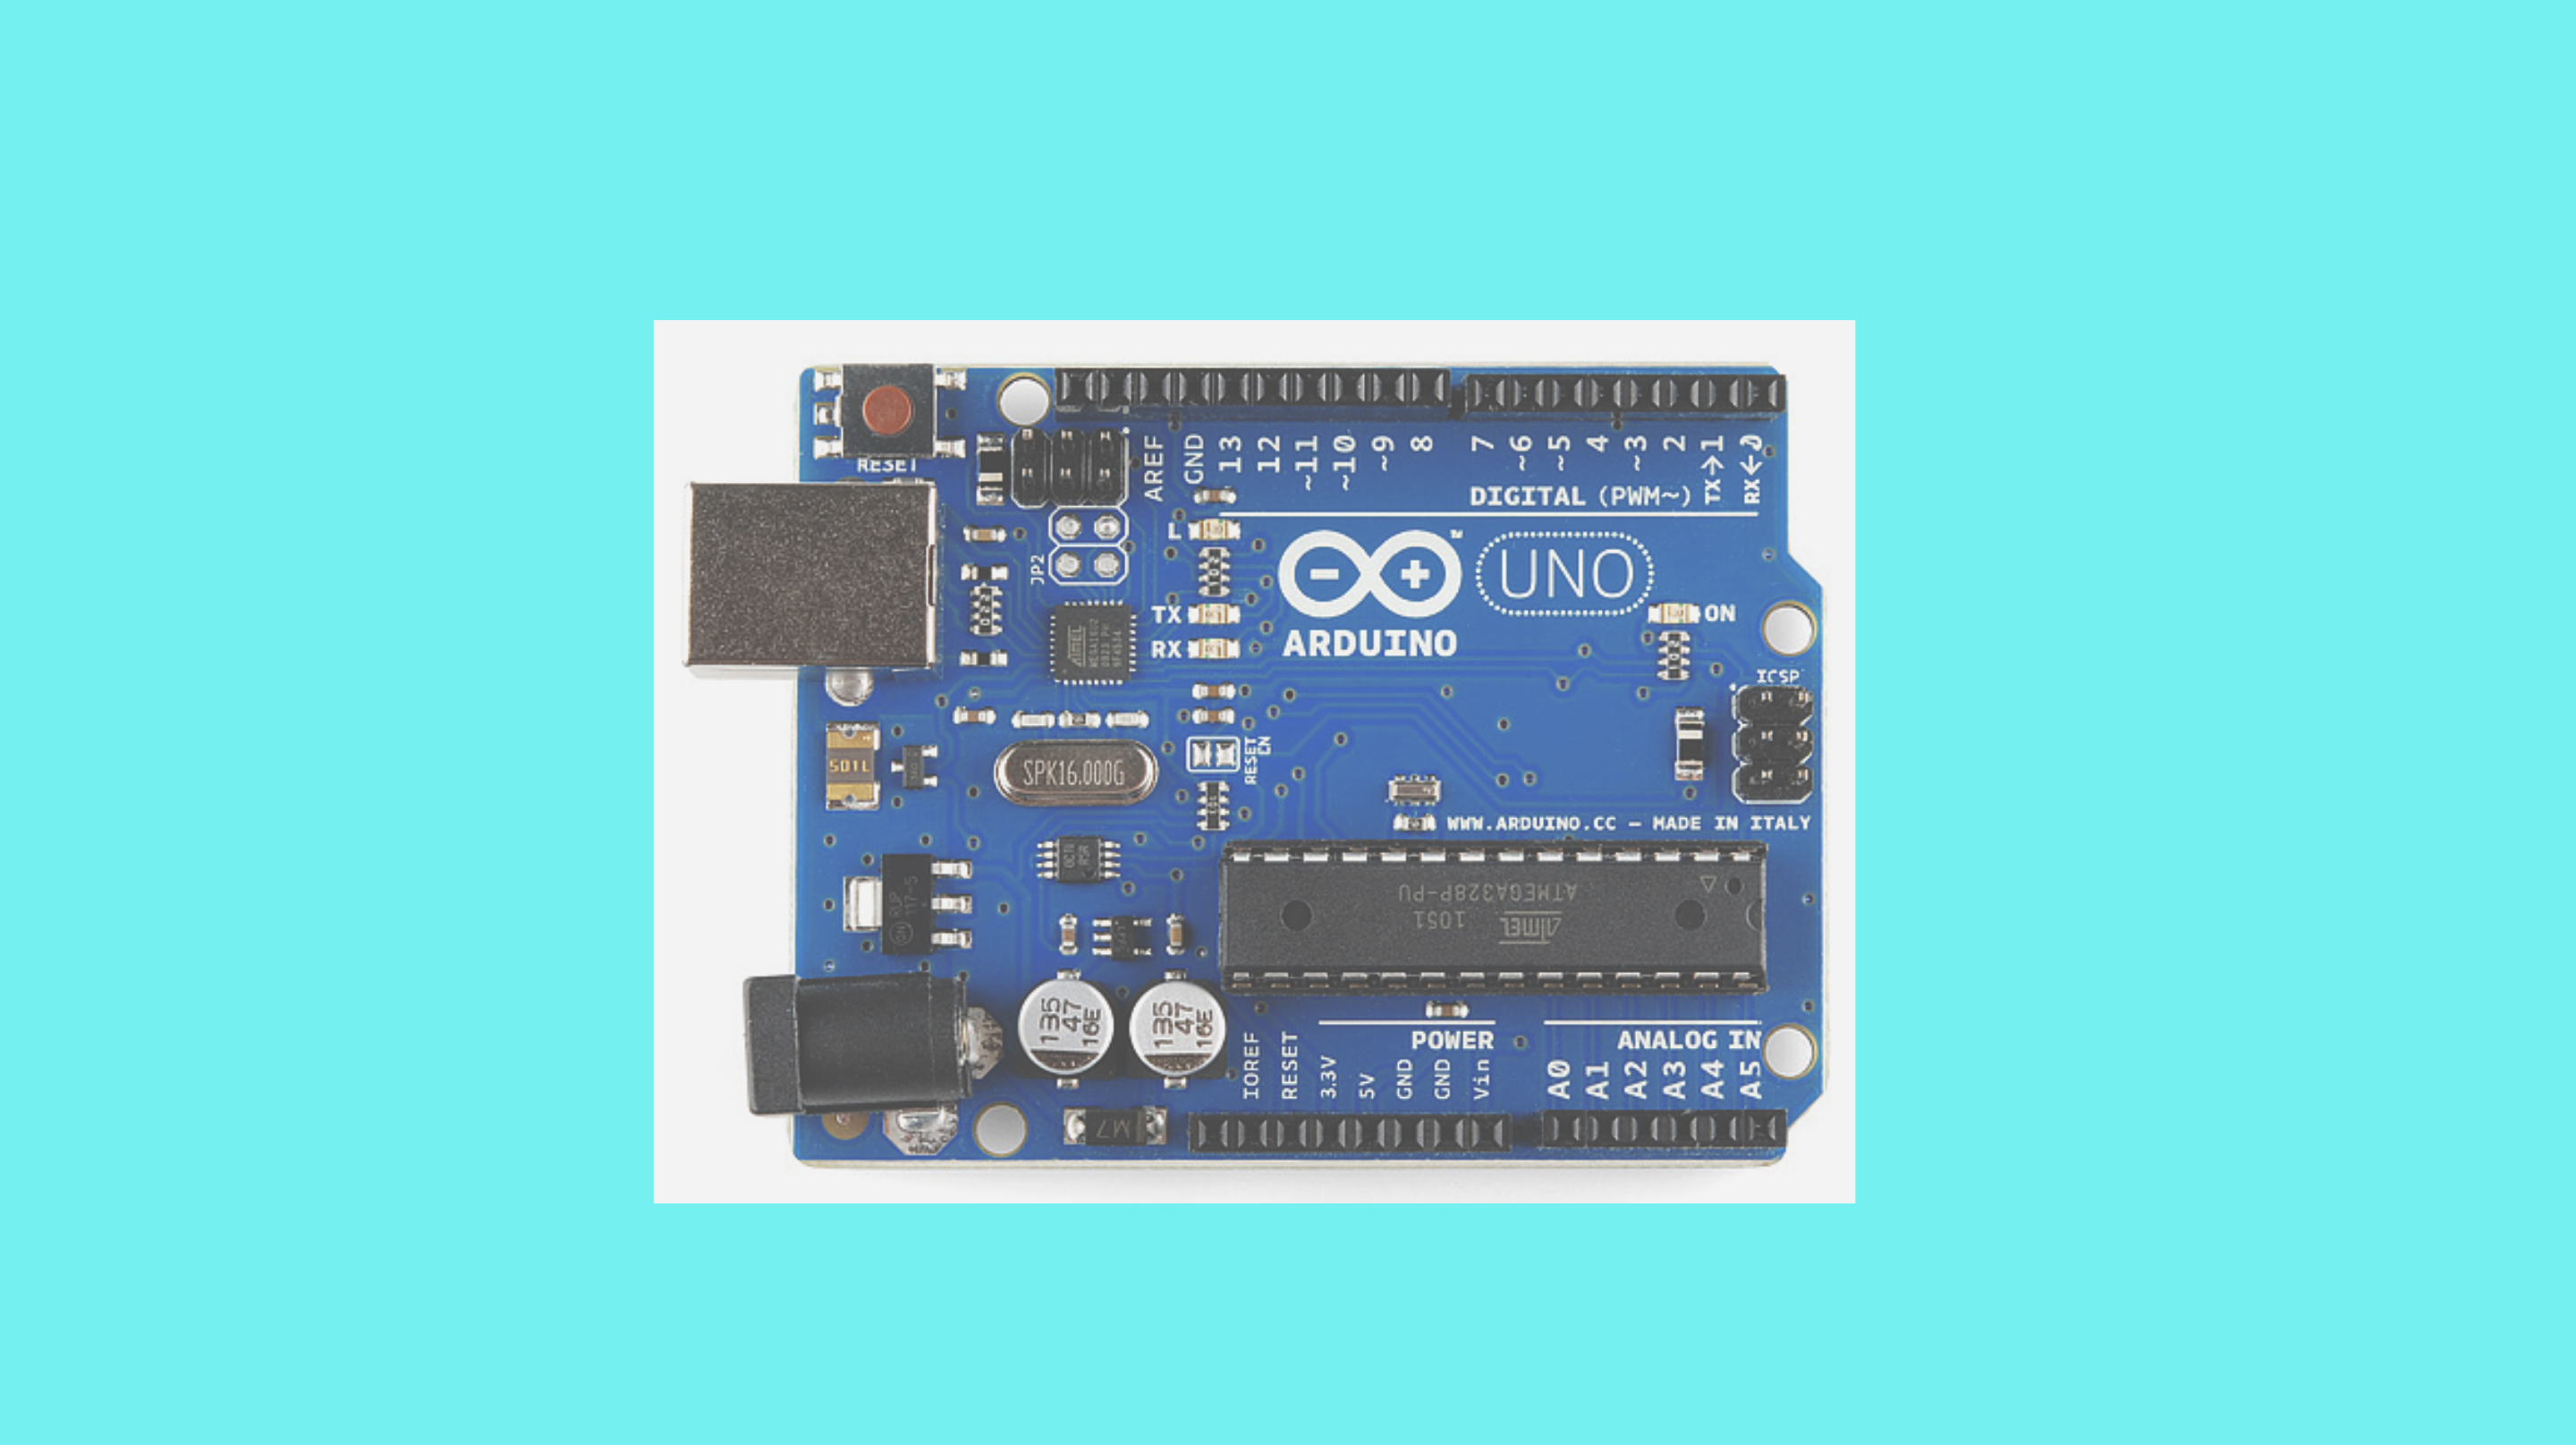 RESET
AREF
GND
13
12
~11
~10
~9
8
7
~6
~5
4
~3
2
TX→1
RX←0
DIGITAL (PWM~)
JP2
L
TX
RX
ARDUINO
UNO
ON
ICSP
501L
SPK16.000G
RESET
EN
WWW.ARDUINO.CC – MADE IN ITALY
ATMEGA328P-PU
1051
ATMEL
135
47
16E
135
47
16E
M7
POWER
IOREF
RESET
3.3V
5V
GND
GND
Vin
ANALOG IN
A0
A1
A2
A3
A4
A5